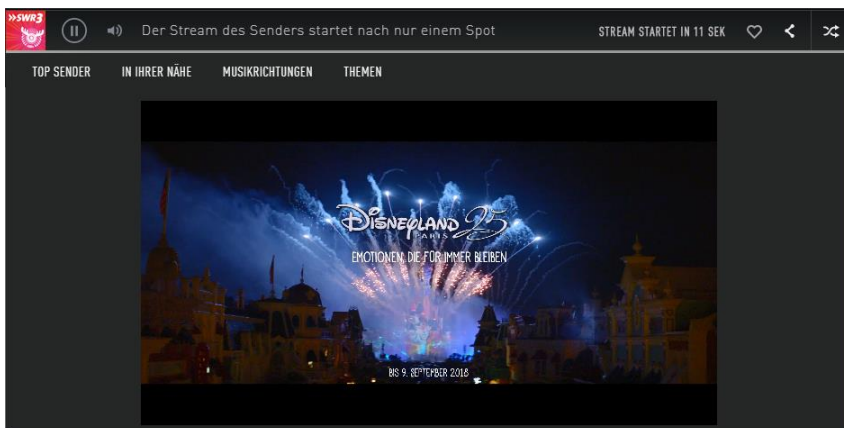 »SWR3
Der Stream des Senders startet nach nur einem Spot
STREAM STARTET IN 11 SEK
TOP SENDER
IN IHRER NÄHE
MUSIKRICHTUNGEN
THEMEN
DISNEYLAND 25
PARIS
EMOTIONEN, DIE FÜR IMMER BLEIBEN
BIS 9. SEPTEMBER 2018